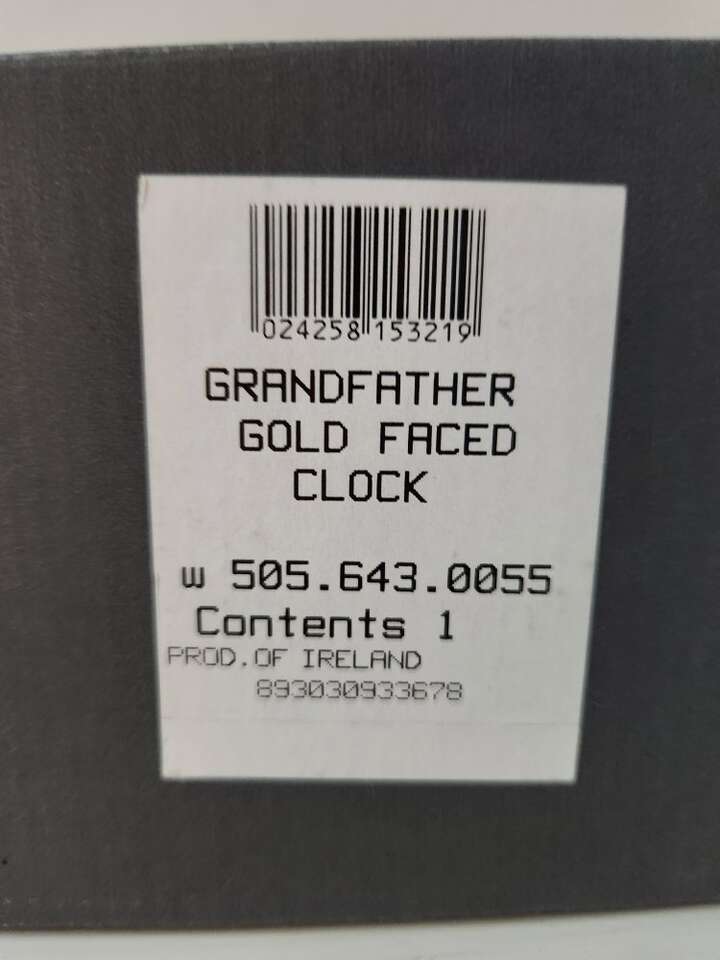 024258 153219
GRANDFATHER
GOLD FACED
CLOCK
w 505.643.0055
Contents 1
PROD.OF IRELAND
893030933678